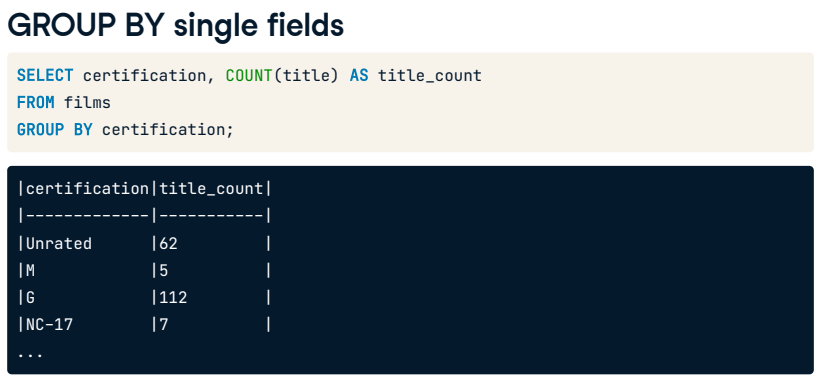 GROUP BY single fields
SELECT certification, COUNT(title) AS title_count
FROM films
GROUP BY certification;
|certification|title_count|
|-------------|-----------|
|Unrated      |62         |
|M            |5          |
|G            |112        |
|NC-17        |7          |
...